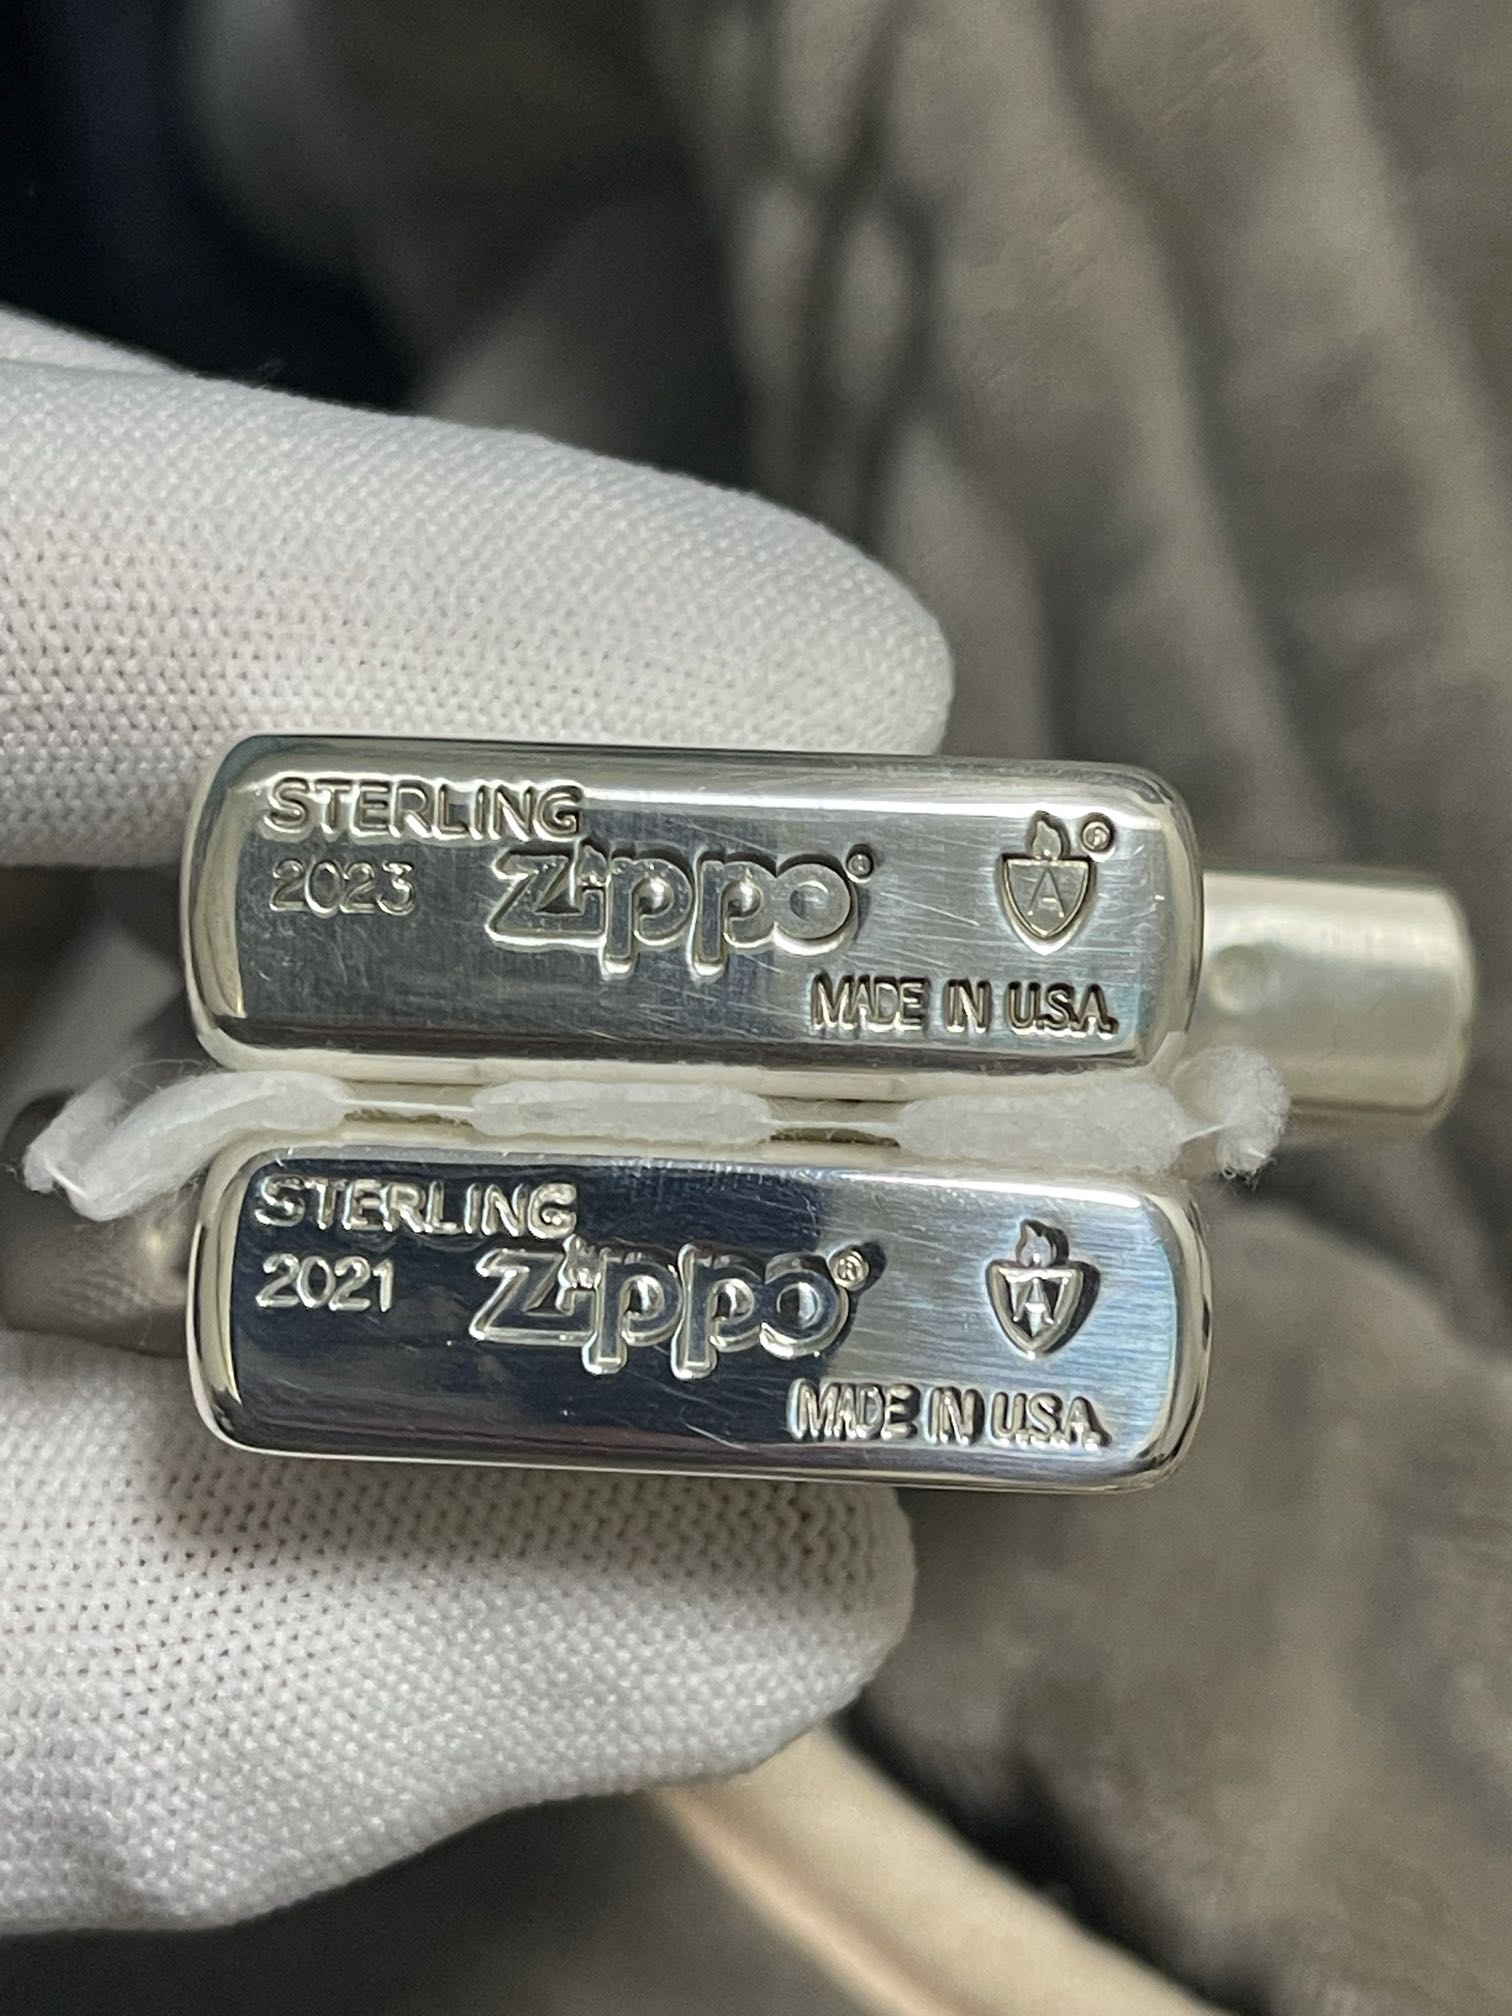 STERLING
2023 Zippo®
A ®
MADE IN U.S.A.
STERLING
2021 Zippo®
A
MADE IN U.S.A.